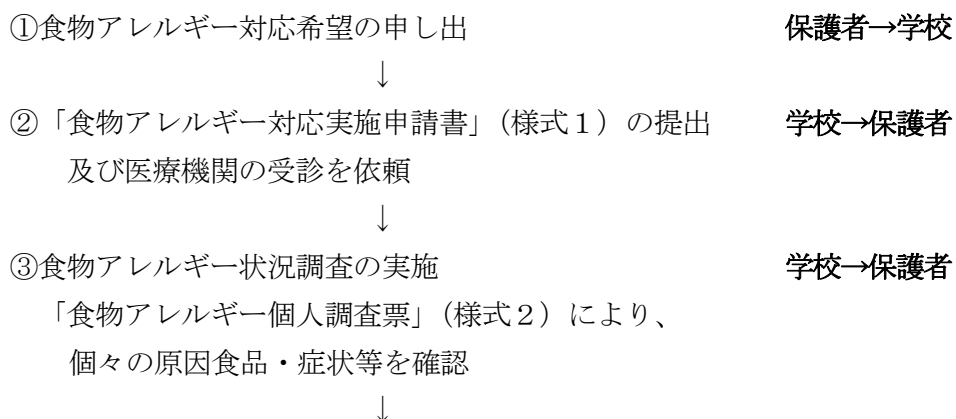 ①食物アレルギー対応希望の申し出 保護者→学校
↓
②「食物アレルギー対応実施申請書」(様式1)の提出 学校→保護者
及び医療機関の受診を依頼
↓
③食物アレルギー状況調査の実施 学校→保護者
「食物アレルギー個人調査票」(様式2)により、
個々の原因食品・症状等を確認
↓